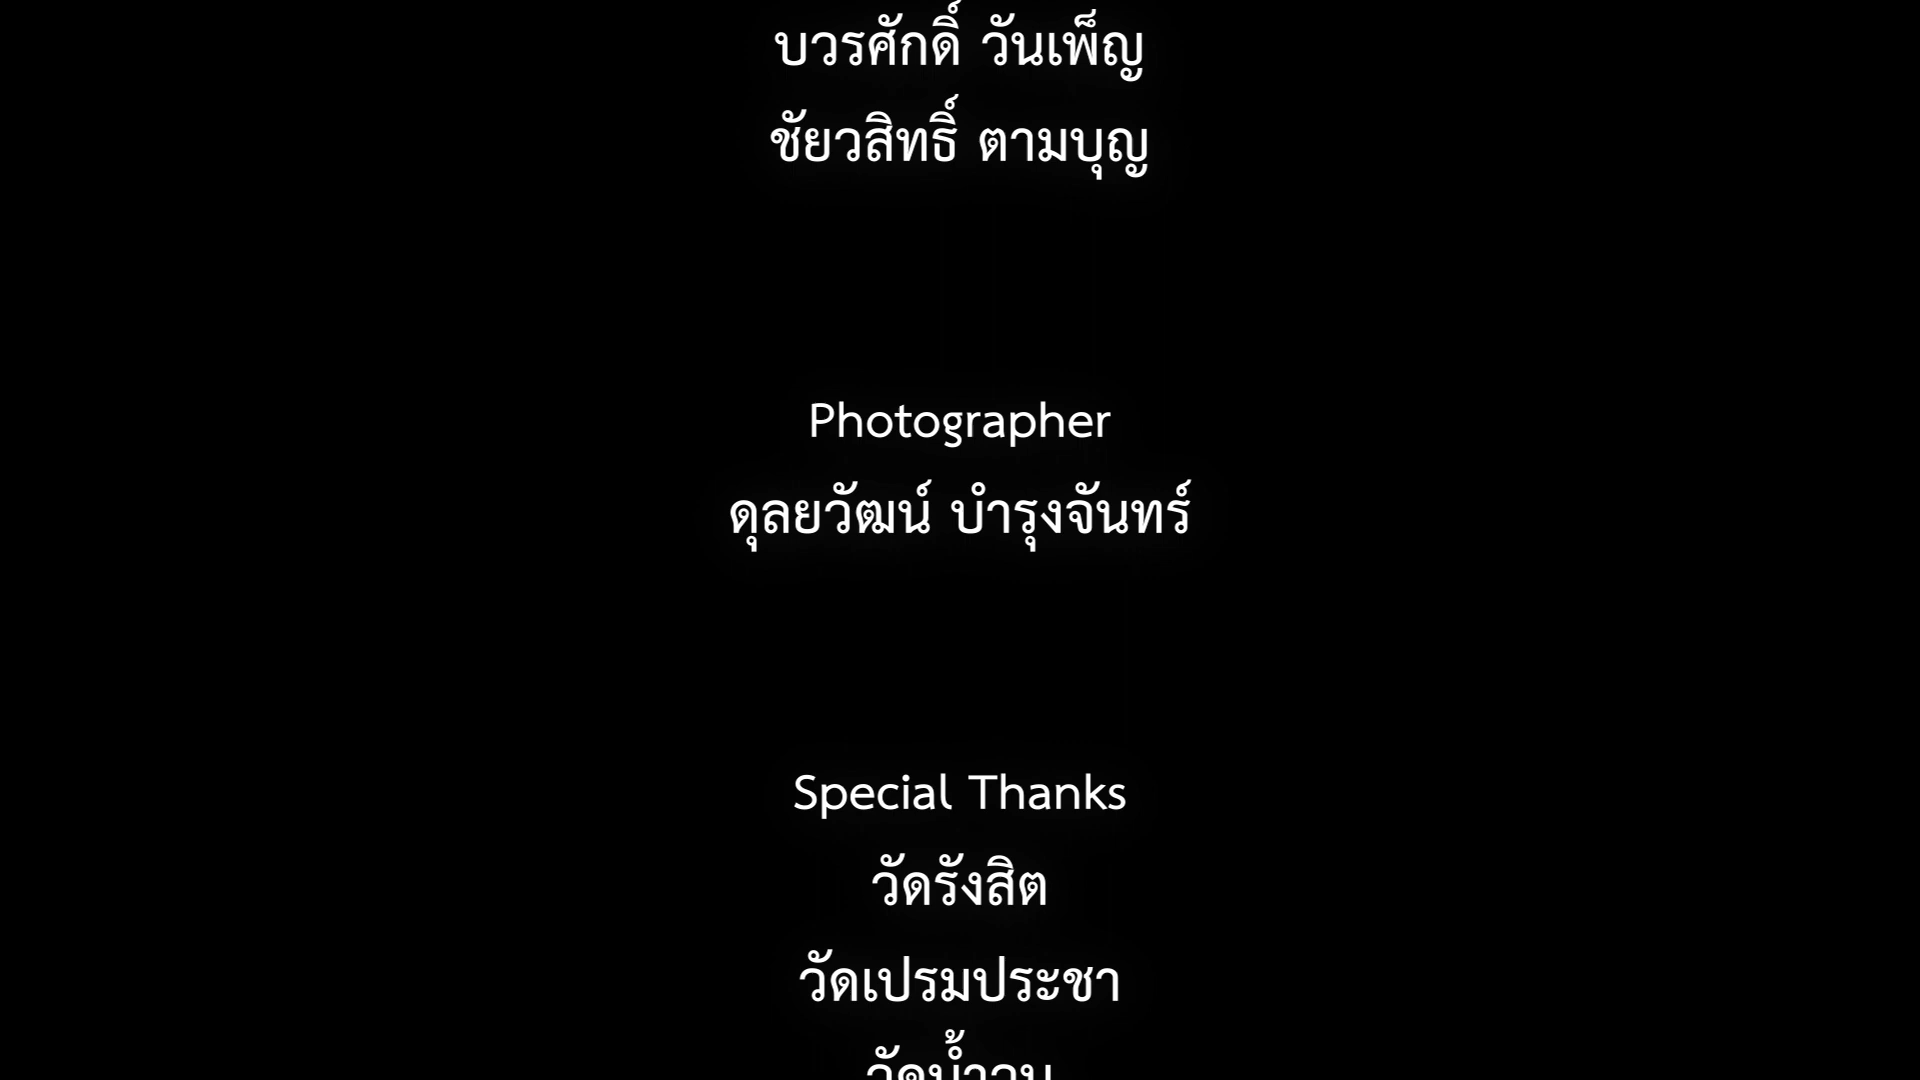 บวรศักดิ์ วันเพ็ญ
ชัยวสิทธิ์ ตามบุญ
Photographer
ดุลยวัฒน์ บำรุงจันทร์
Special Thanks
วัดรังสิต
วัดเปรมประชา